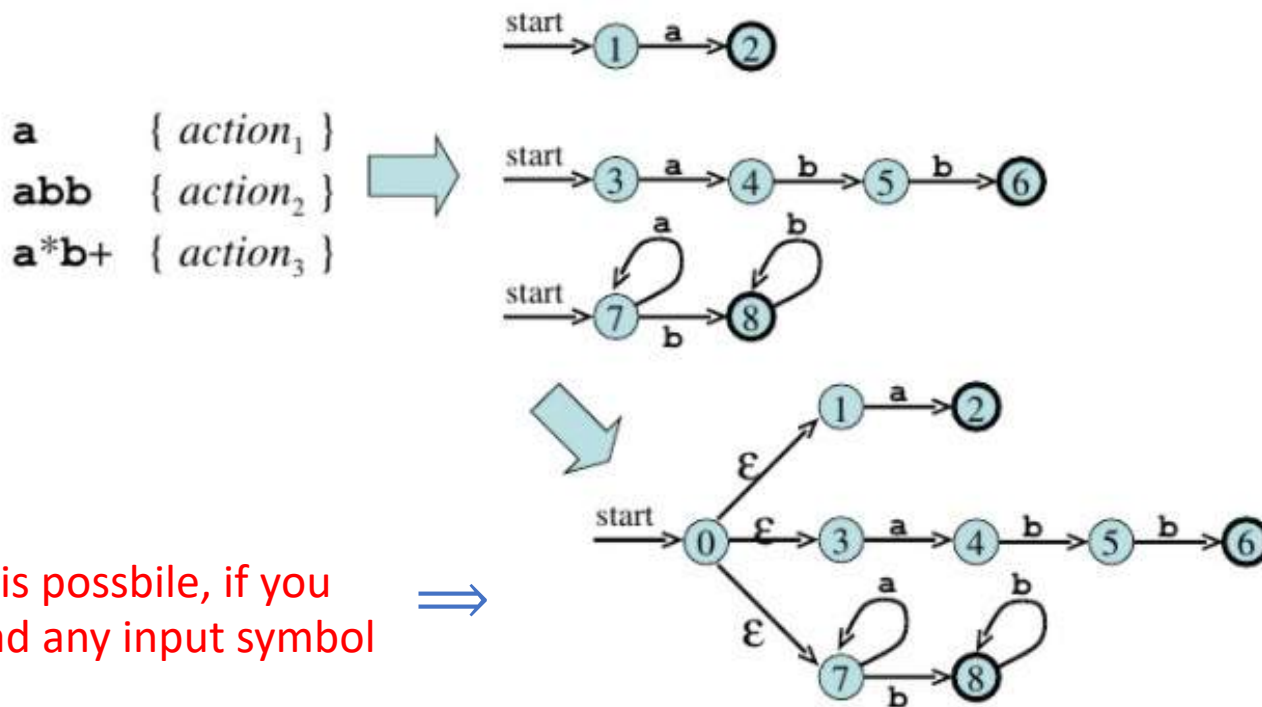 start
1 a 2
a { action₁ }
start
3 a 4 b 5 b 6
abb { action₂ }
a*b+ { action₃ }
a b
start
7 b 8
a
1 2
ε
start
0 ε 3 a 4 b 5 b 6
is possbile, if you ⇒
a b
nd any input symbol
ε
7 b 8